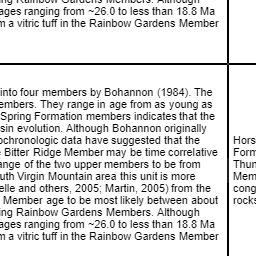 ages ranging from ~26.0 to less than 18.8 Ma
m a vitric tuff in the Rainbow Gardens Member
into four members by Bohannon (1984). The
embers. They range in age from as young as
Spring Formation members indicates that the
sin evolution. Although Bohannon originally
ochronologic data have suggested that the
Bitter Ridge Member may be time correlative
ange of the two upper members to be from
uth Virgin Mountain area this unit is more
elle and others, 2005; Martin, 2005) from the
Member age to be most likely between about
ing Rainbow Gardens Members. Although
ages ranging from ~26.0 to less than 18.8 Ma
m a vitric tuff in the Rainbow Gardens Member
Hors
Form
Thun
Mem
cong
rocks